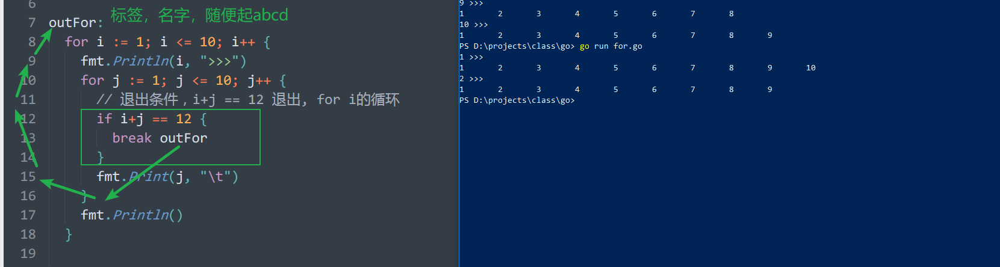 6
7 outFor: 标签，名字，随便起abcd
8 for i := 1; i <= 10; i++ {
9 fmt.Println(i, ">>>")
10 for j := 1; j <= 10; j++ {
11 // 退出条件，i+j == 12 退出, for i的循环
12 if i+j == 12 {
13 break outFor
14 }
15 fmt.Print(j, "\t")
16 }
17 fmt.Println()
18 }
19
9 >>>
1 2 3 4 5 6 7 8
10 >>>
1 2 3 4 5 6 7 8 9
PS D:\projects\class\go> go run for.go
1 >>>
1 2 3 4 5 6 7 8 9 10
2 >>>
1 2 3 4 5 6 7 8 9
PS D:\projects\class\go>